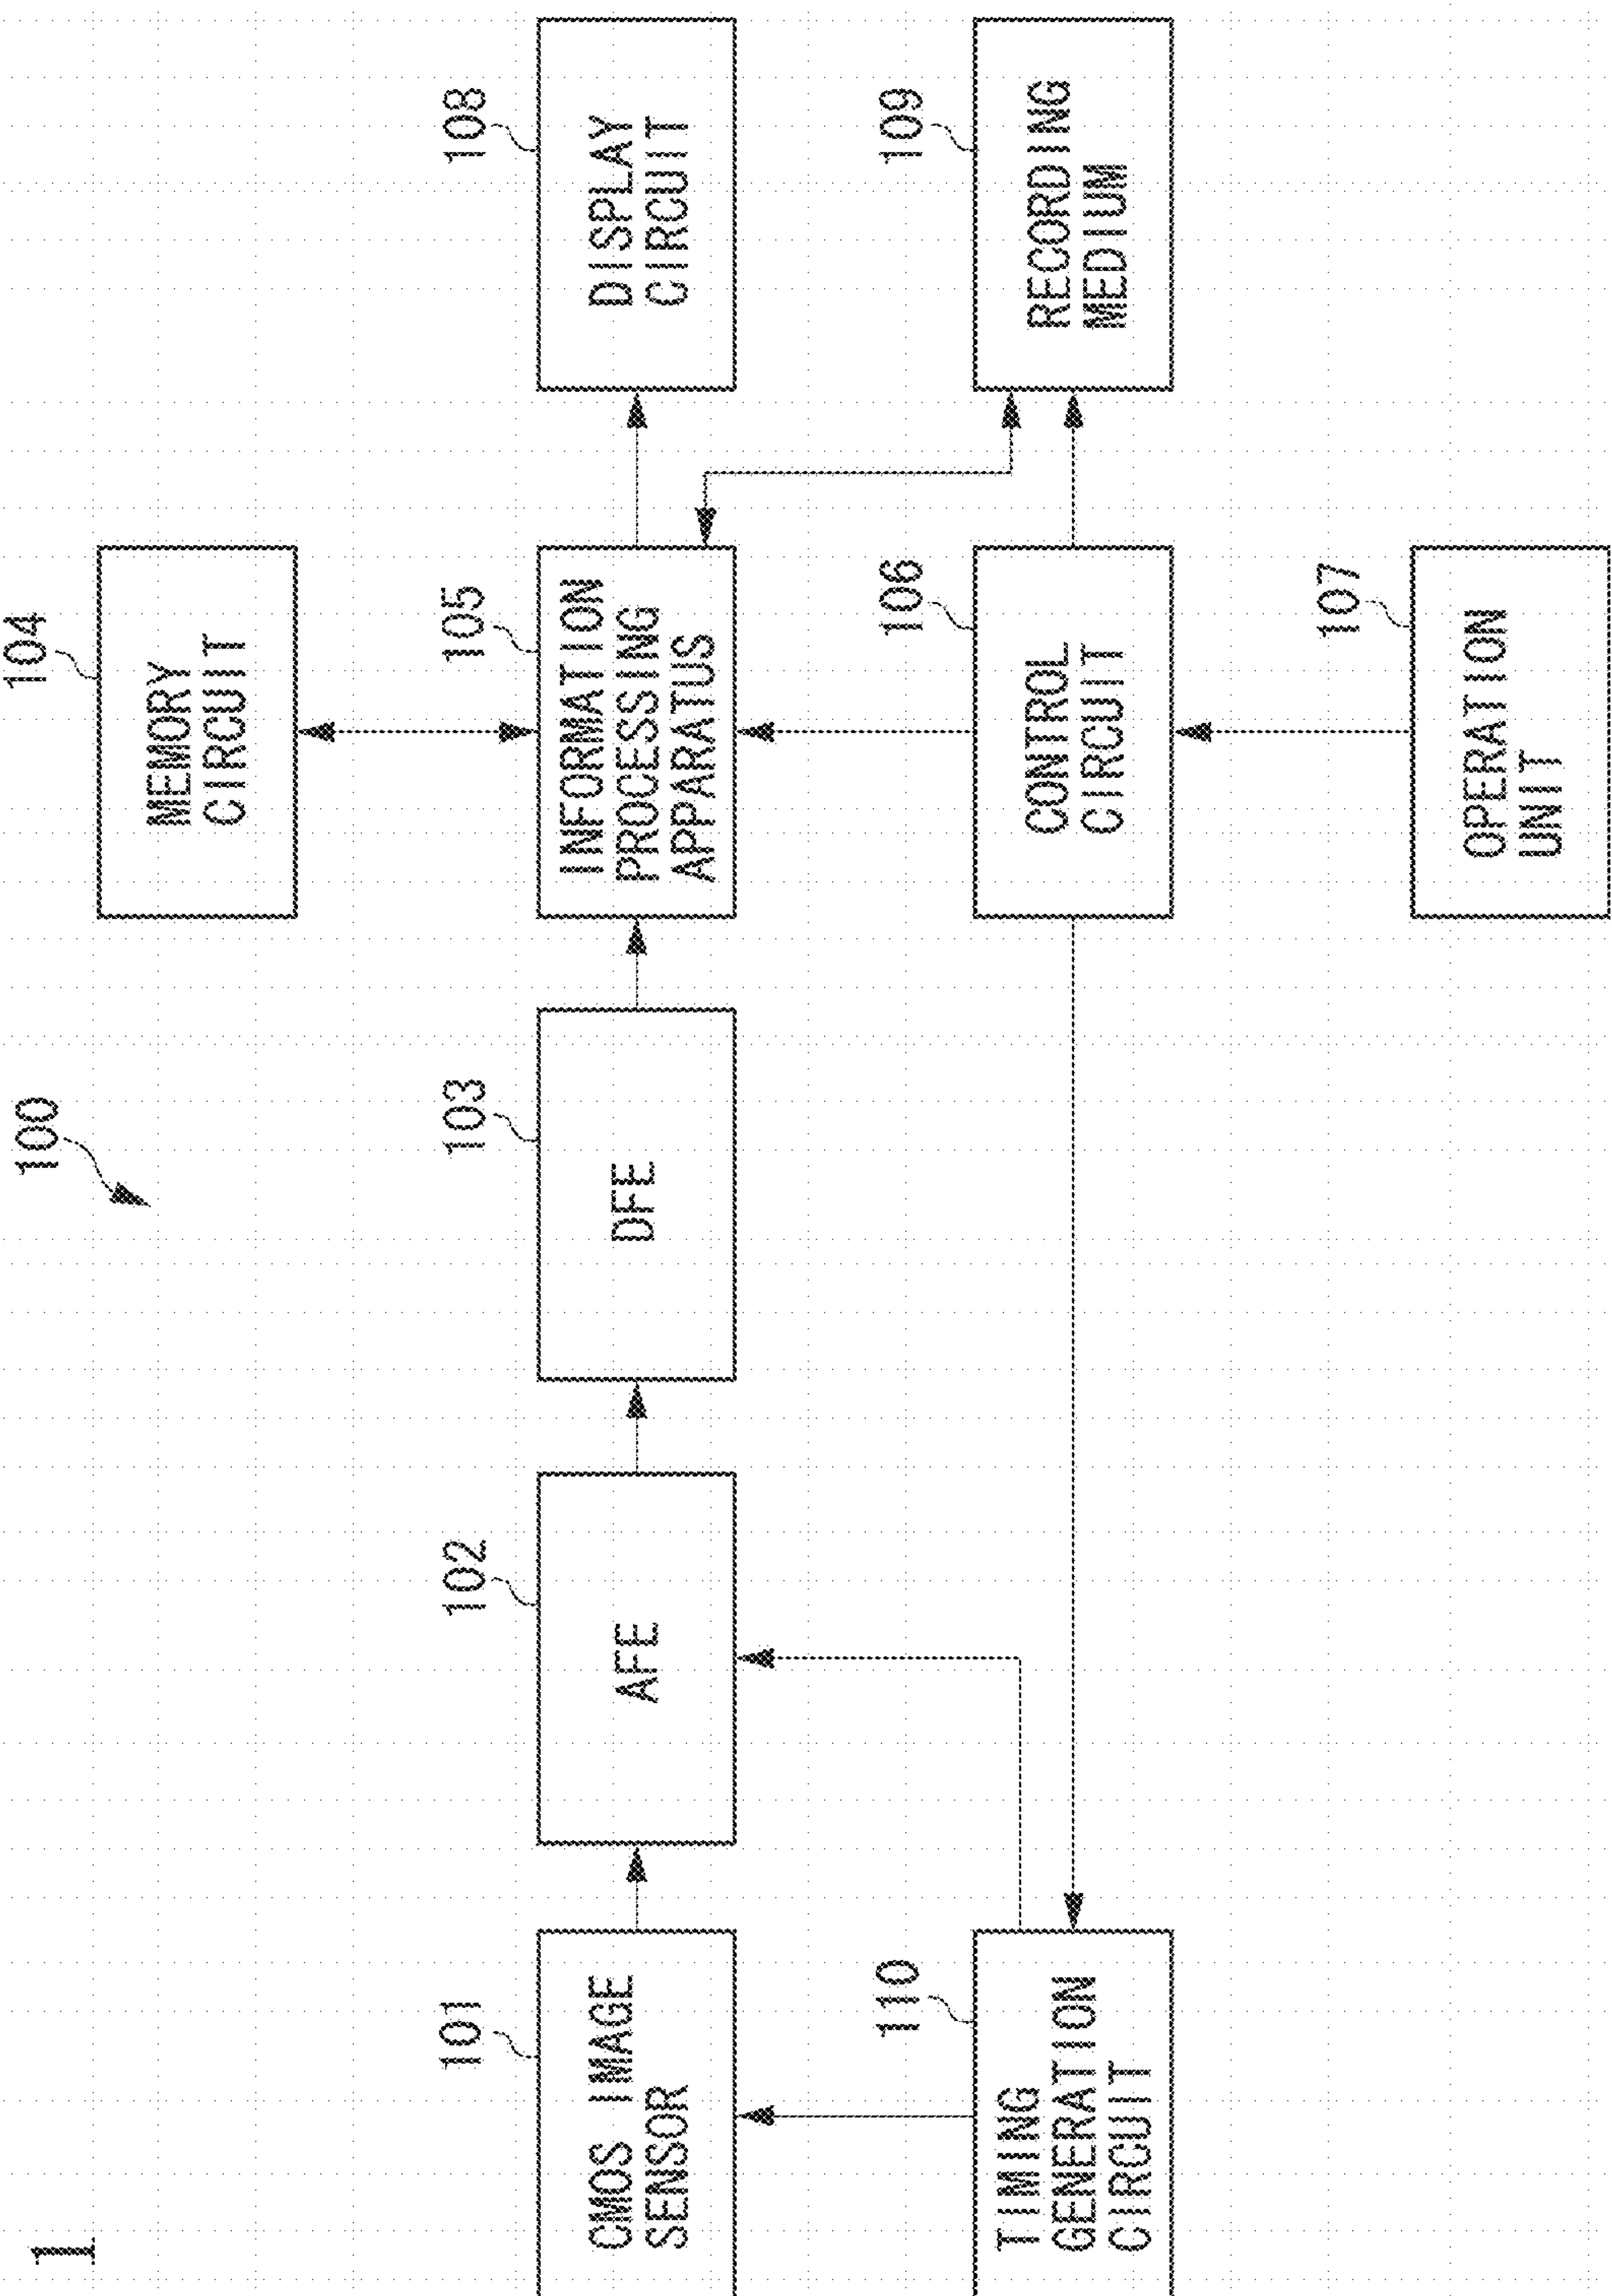 1
100
104
MEMORY
CIRCUIT
101
CMOS IMAGE
SENSOR
102
AFE
103
DFE
105
INFORMATION
PROCESSING
APPARATUS
108
DISPLAY
CIRCUIT
110
TIMING
GENERATION
CIRCUIT
106
CONTROL
CIRCUIT
109
RECORDING
MEDIUM
107
OPERATION
UNIT